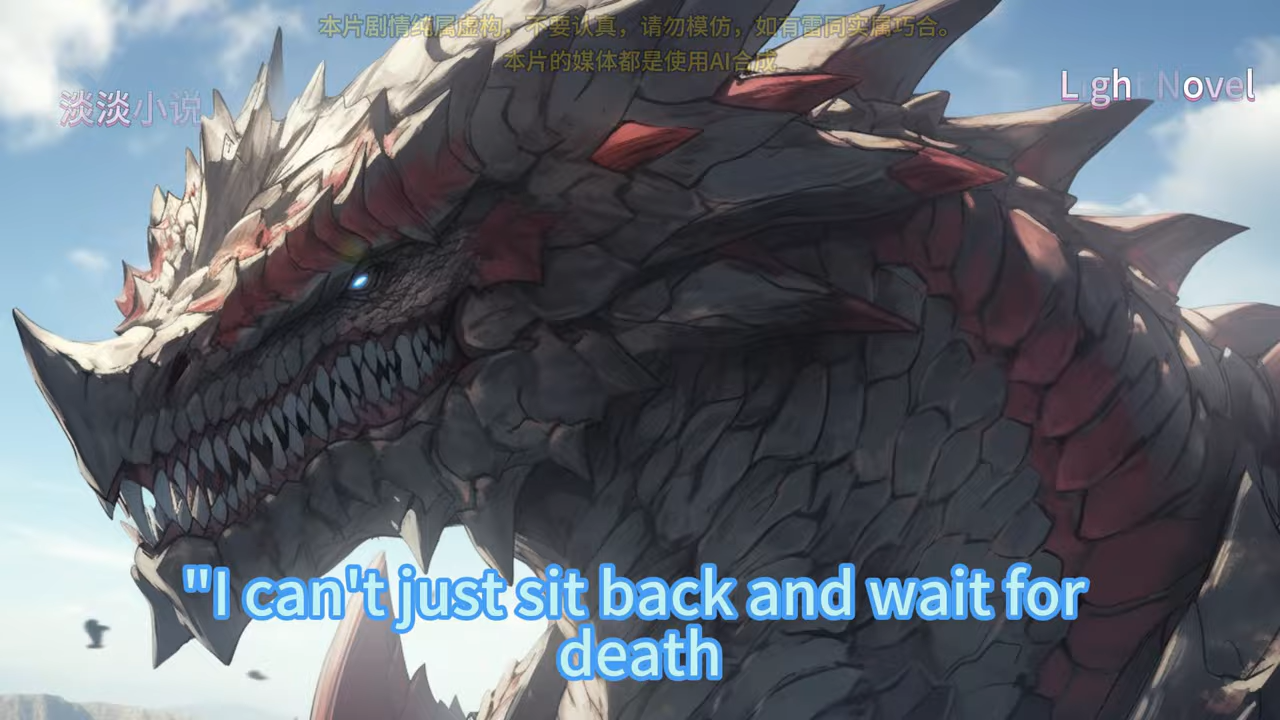 本片剧情纯属虚构，不要认真，请勿模仿，如有雷同实属巧合。
本片的媒体都是使用AI合成
淡淡小说
Light Novel
"I can't just sit back and wait for
death